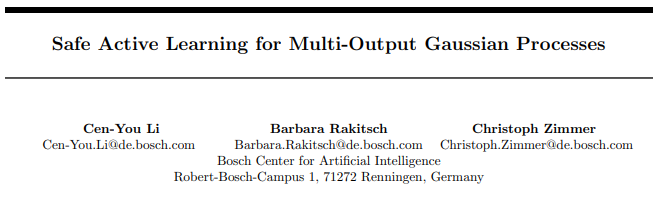 Safe Active Learning for Multi-Output Gaussian Processes
Cen-You Li Barbara Rakitsch Christoph Zimmer
Cen-You.Li@de.bosch.com Barbara.Rakitsch@de.bosch.com Christoph.Zimmer@de.bosch.com
Bosch Center for Artificial Intelligence
Robert-Bosch-Campus 1, 71272 Renningen, Germany